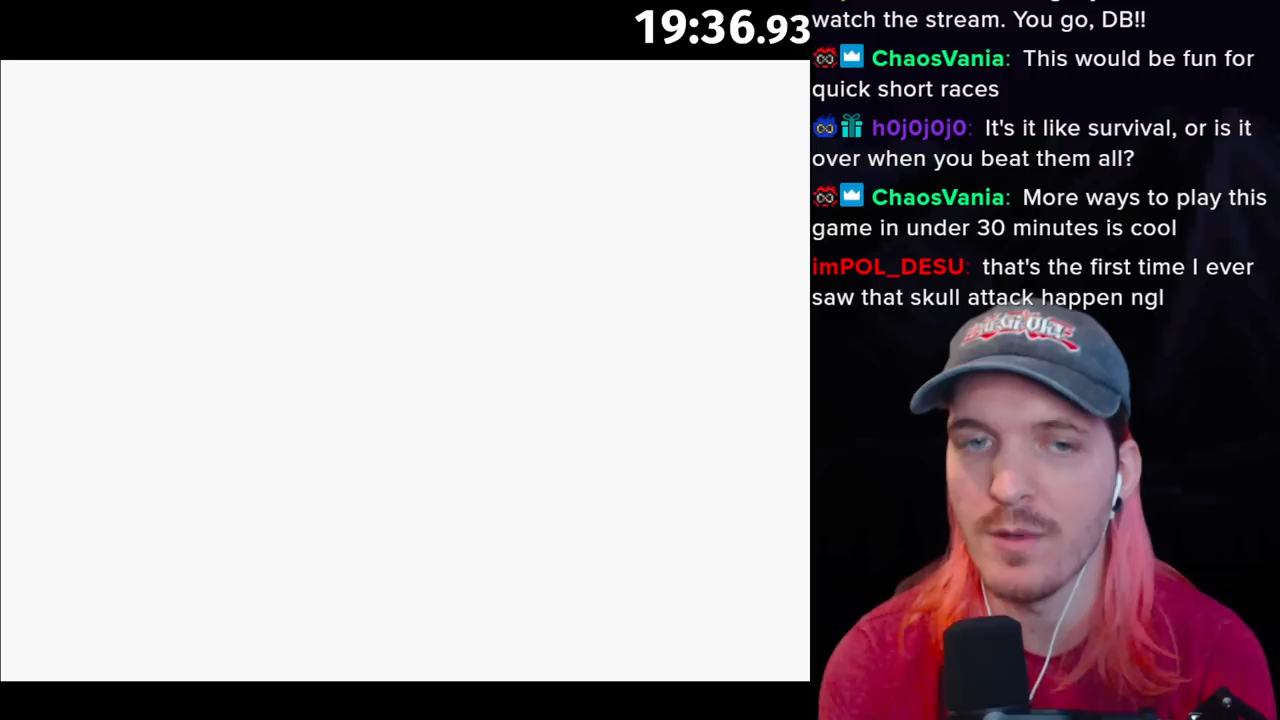 19:36.93
watch the stream. You go, DB!!
ChaosVania: This would be fun for
quick short races
h0j0j0j0: It's it like survival, or is it
over when you beat them all?
ChaosVania: More ways to play this
game in under 30 minutes is cool
imPOL_DESU: that's the first time I ever
saw that skull attack happen ngl
Yu-Gi-Oh!